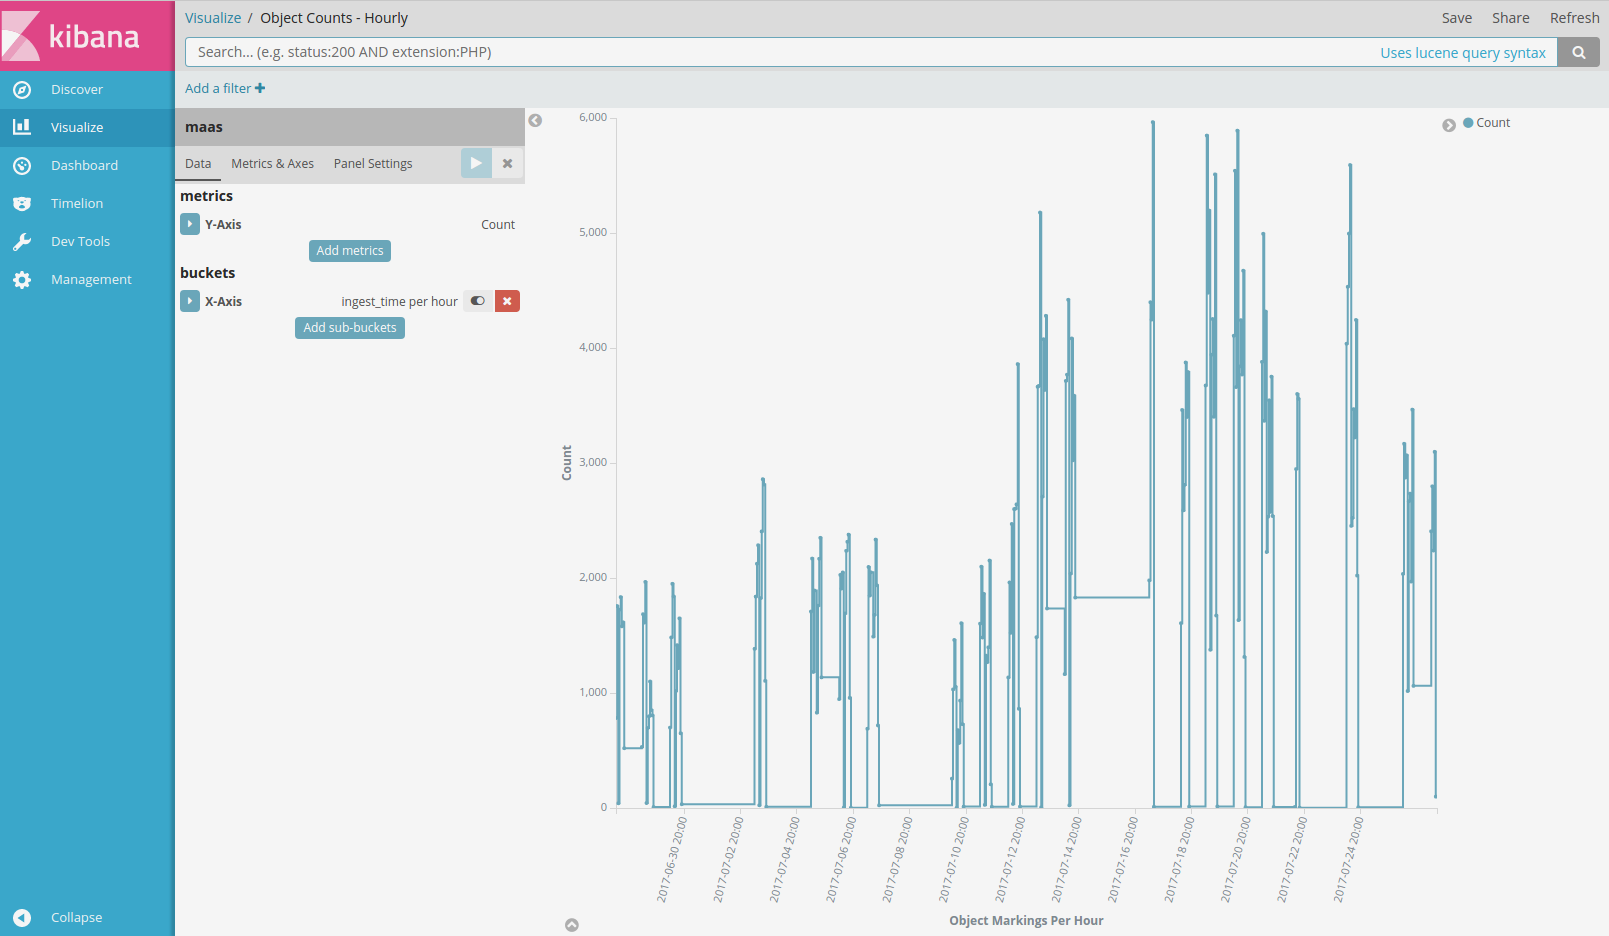 kibana
Discover
Visualize
Dashboard
Timelion
Dev Tools
Management
Collapse
Visualize / Object Counts - Hourly
Save Share Refresh
Search... (e.g. status:200 AND extension:PHP) Uses lucene query syntax
Add a filter
maas
Data Metrics & Axes Panel Settings
metrics
Y-Axis Count
Add metrics
buckets
X-Axis ingest_time per hour
Add sub-buckets
6,000
5,000
4,000
3,000
2,000
1,000
0
Count
Count
2017-06-30 20:00
2017-07-02 20:00
2017-07-04 20:00
2017-07-06 20:00
2017-07-08 20:00
2017-07-10 20:00
2017-07-12 20:00
2017-07-14 20:00
2017-07-16 20:00
2017-07-18 20:00
2017-07-20 20:00
2017-07-22 20:00
2017-07-24 20:00
Object Markings Per Hour